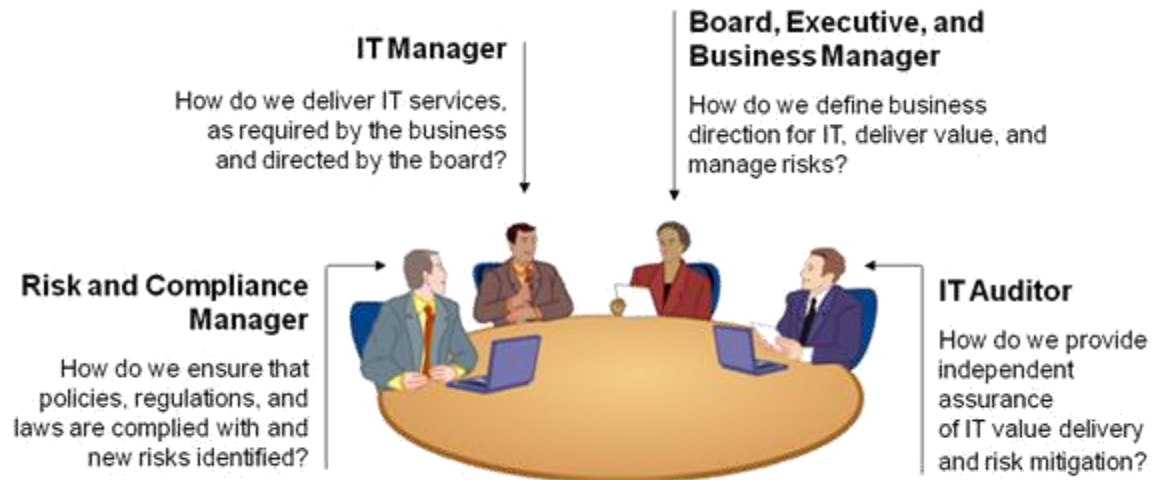 IT Manager
How do we deliver IT services,
as required by the business
and directed by the board?
Board, Executive, and
Business Manager
How do we define business
direction for IT, deliver value, and
manage risks?
Risk and Compliance
Manager
How do we ensure that
policies, regulations, and
laws are complied with and
new risks identified?
IT Auditor
How do we provide
independent
assurance
of IT value delivery
and risk mitigation?